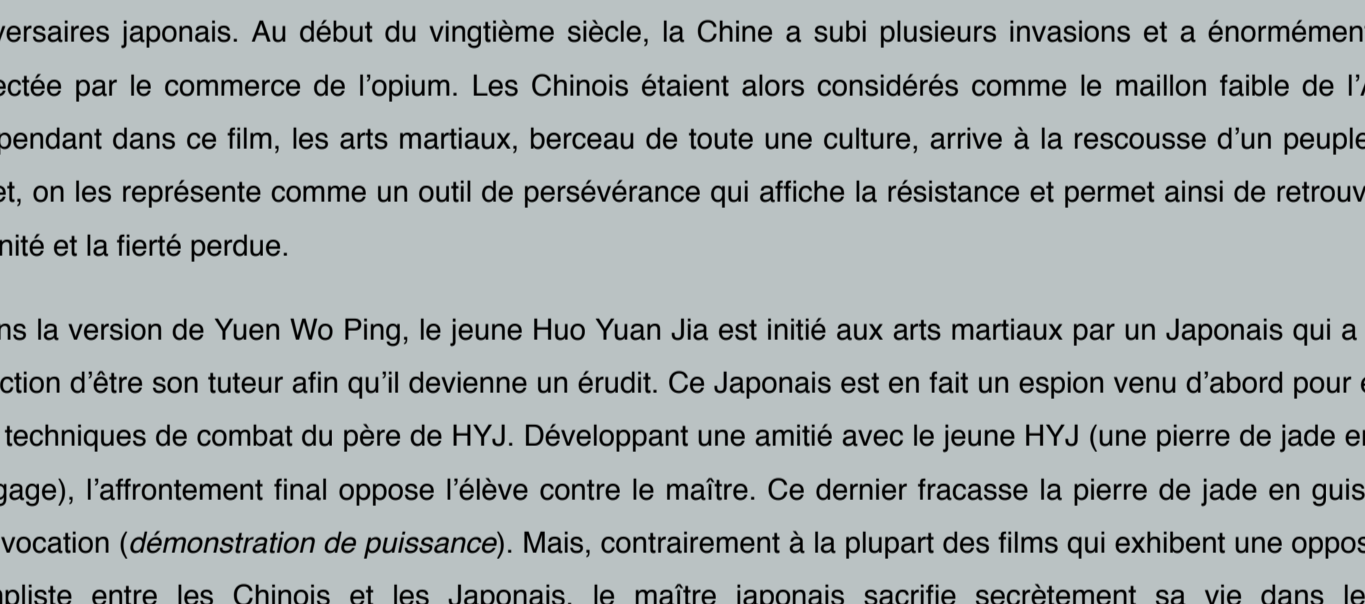 versaires japonais. Au début du vingtième siècle, la Chine a subi plusieurs invasions et a énormémen
ectée par le commerce de l’opium. Les Chinois étaient alors considérés comme le maillon faible de l’A
pendant dans ce film, les arts martiaux, berceau de toute une culture, arrive à la rescousse d’un peuple
et, on les représente comme un outil de persévérance qui affiche la résistance et permet ainsi de retrouv
nité et la fierté perdue.
ns la version de Yuen Wo Ping, le jeune Huo Yuan Jia est initié aux arts martiaux par un Japonais qui a
ction d’être son tuteur afin qu’il devienne un érudit. Ce Japonais est en fait un espion venu d’abord pour é
techniques de combat du père de HYJ. Développant une amitié avec le jeune HYJ (une pierre de jade en
gage), l’affrontement final oppose l’élève contre le maître. Ce dernier fracasse la pierre de jade en guis
vocation (démonstration de puissance). Mais, contrairement à la plupart des films qui exhibent une oppos
mpliste entre les Chinois et les Japonais, le maître japonais sacrifie secrètement sa vie dans le